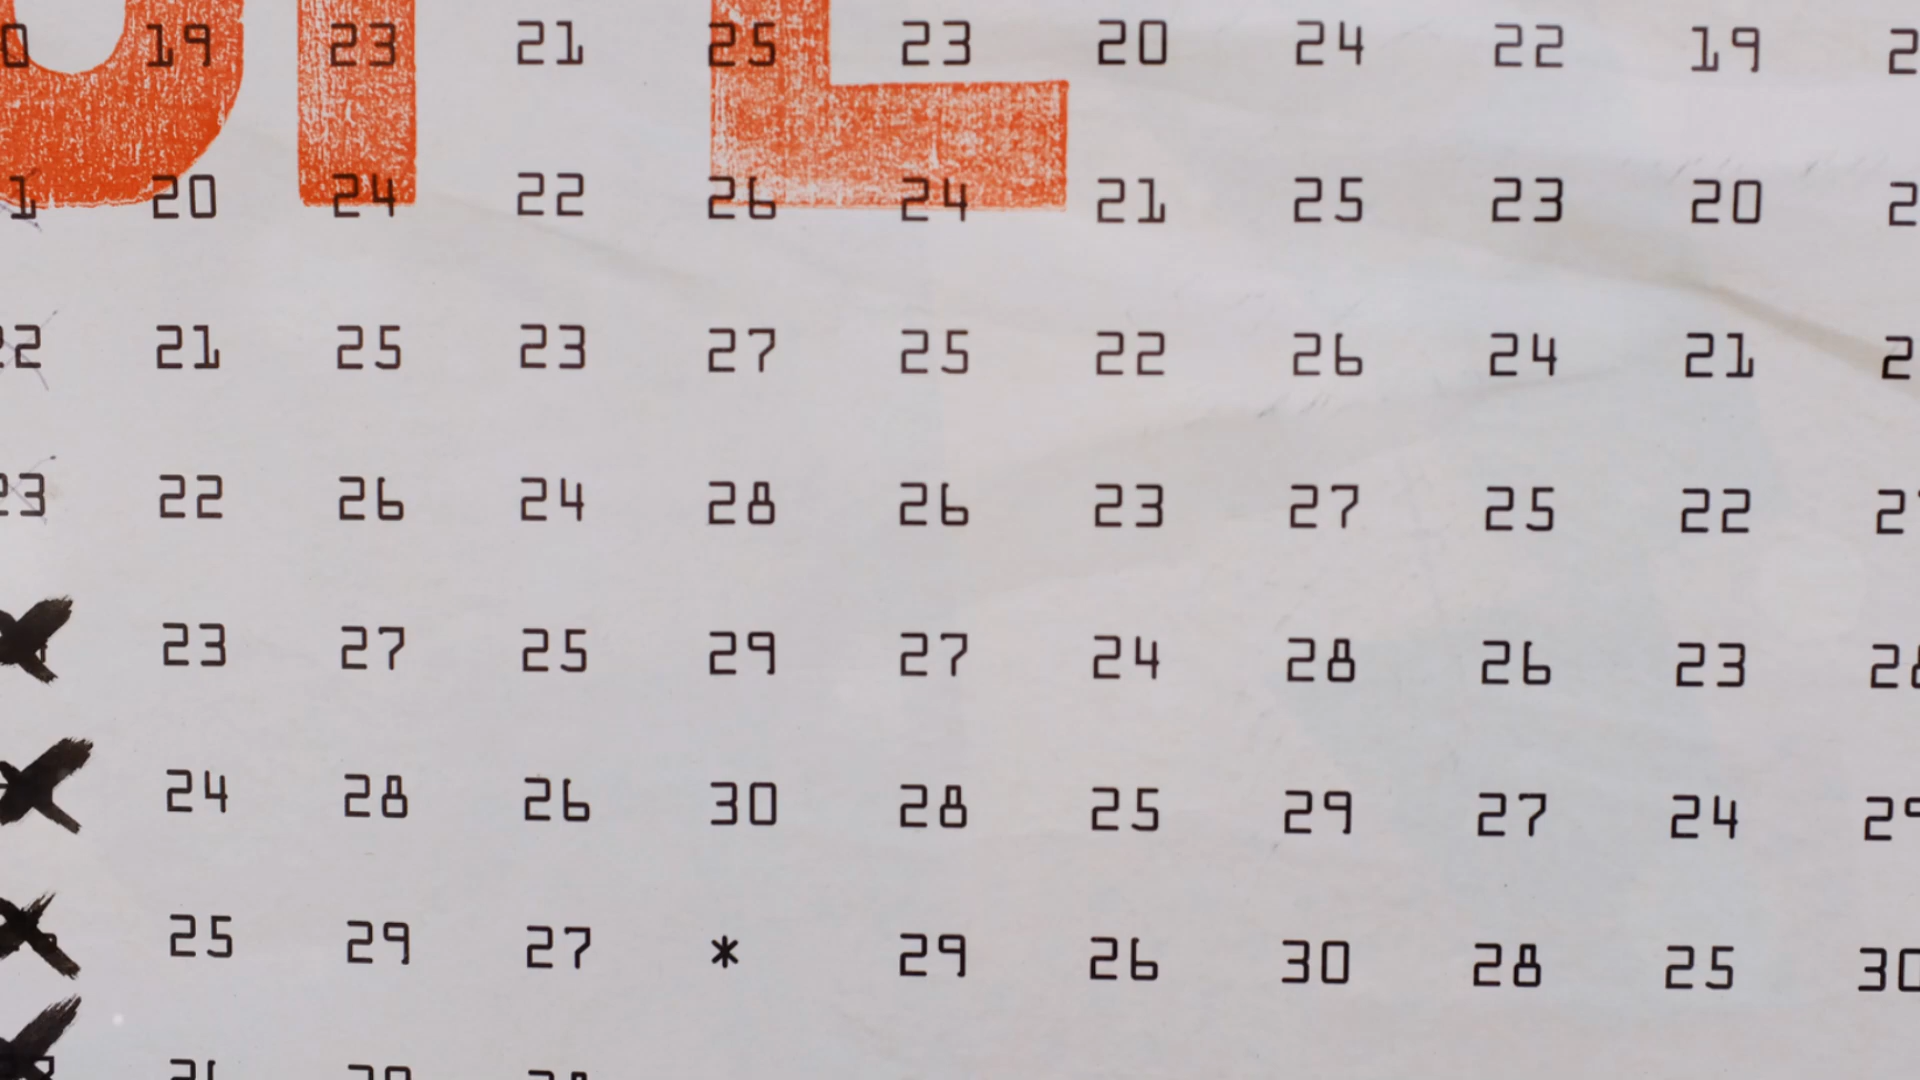 19 23 21 25 23 20 24 22 19
20 24 22 26 24 21 25 23 20
22 21 25 23 27 25 22 26 24 21
23 22 26 24 28 26 23 27 25 22
23 27 25 29 27 24 28 26 23
24 28 26 30 28 25 29 27 24
25 29 27 * 29 26 30 28 25 30